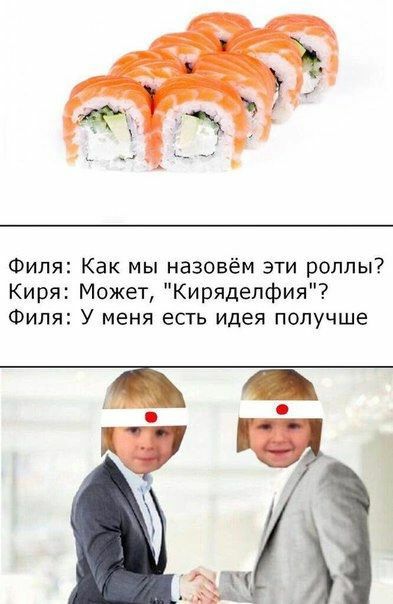 Филя: Как мы назовём эти роллы?
Киря: Может, "Киряделфия"?
Филя: У меня есть идея получше